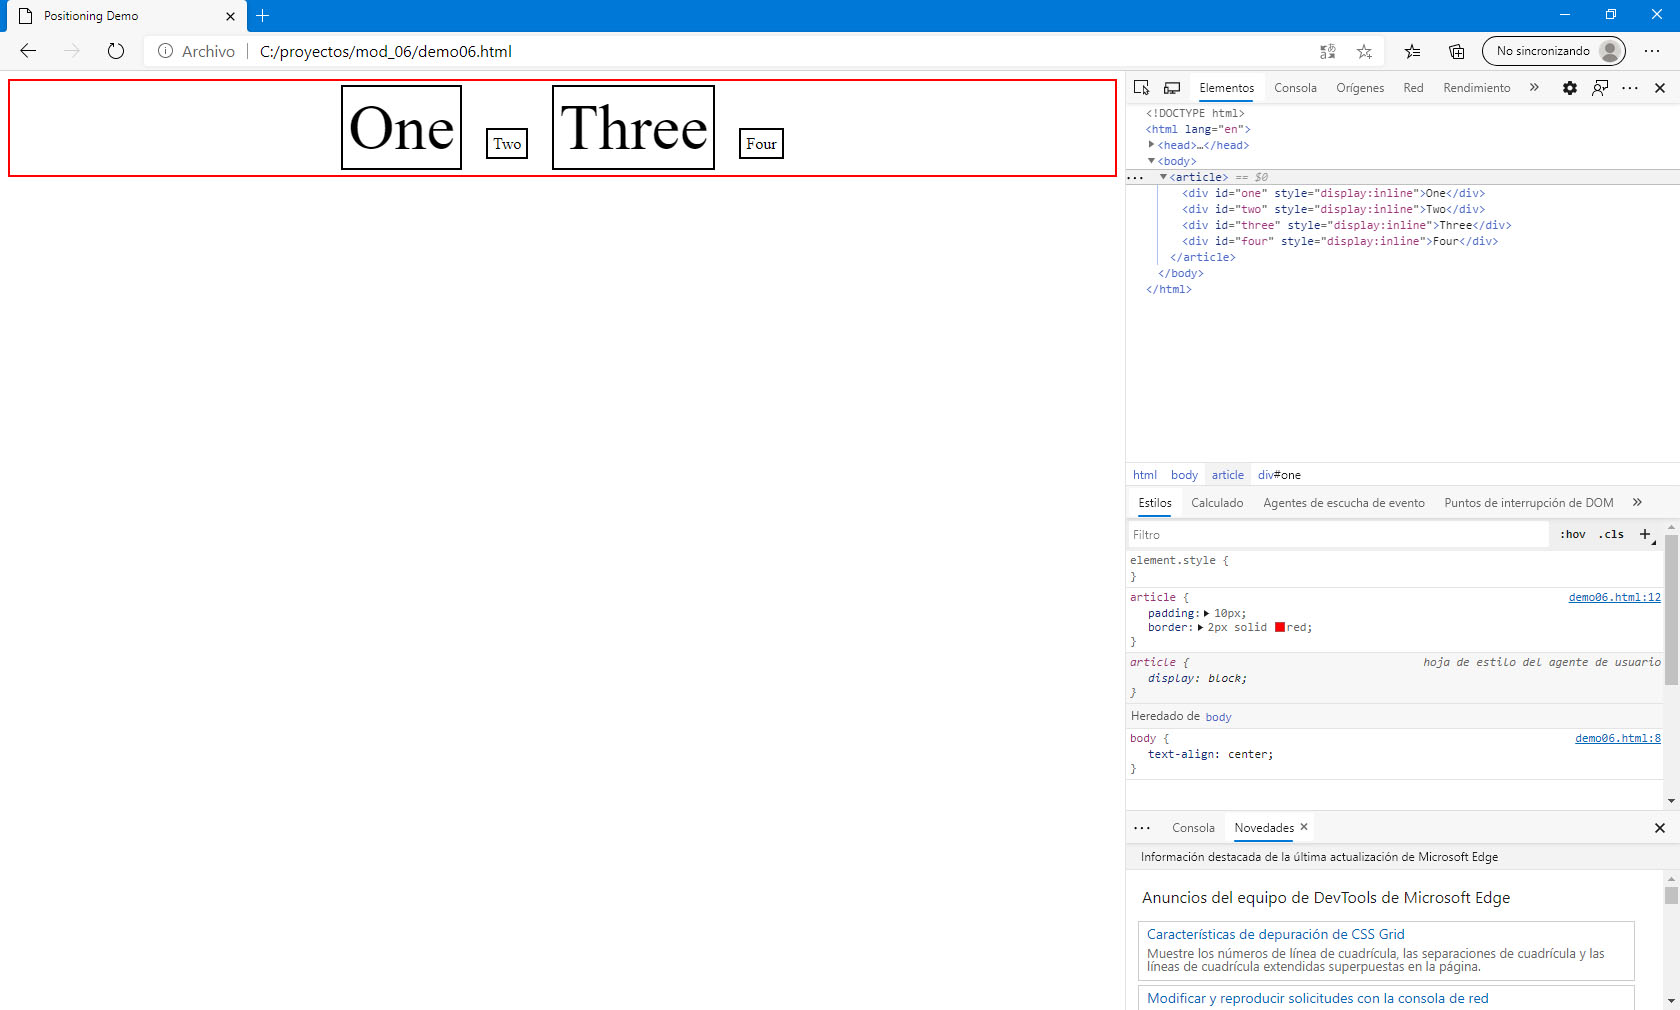 Positioning Demo
Archivo C:/proyectos/mod_06/demo06.html No sincronizando
One Two Three Four
Elementos Consola Orígenes Red Rendimiento »
<!DOCTYPE html>
<html lang="en">
<head>…</head>
<body>
··· <article> == $0
<div id="one" style="display:inline">One</div>
<div id="two" style="display:inline">Two</div>
<div id="three" style="display:inline">Three</div>
<div id="four" style="display:inline">Four</div>
</article>
</body>
</html>
html body article div#one
Estilos Calculado Agentes de escucha de evento Puntos de interrupción de DOM »
Filtro :hov .cls +
element.style {
}
article { demo06.html:12
padding: 10px;
border: 2px solid red;
}
article { hoja de estilo del agente de usuario
display: block;
}
Heredado de body
body { demo06.html:8
text-align: center;
}
Consola Novedades
Información destacada de la última actualización de Microsoft Edge
Anuncios del equipo de DevTools de Microsoft Edge
Características de depuración de CSS Grid
Muestre los números de línea de cuadrícula, las separaciones de cuadrícula y las
líneas de cuadrícula extendidas superpuestas en la página.
Modificar y reproducir solicitudes con la consola de red